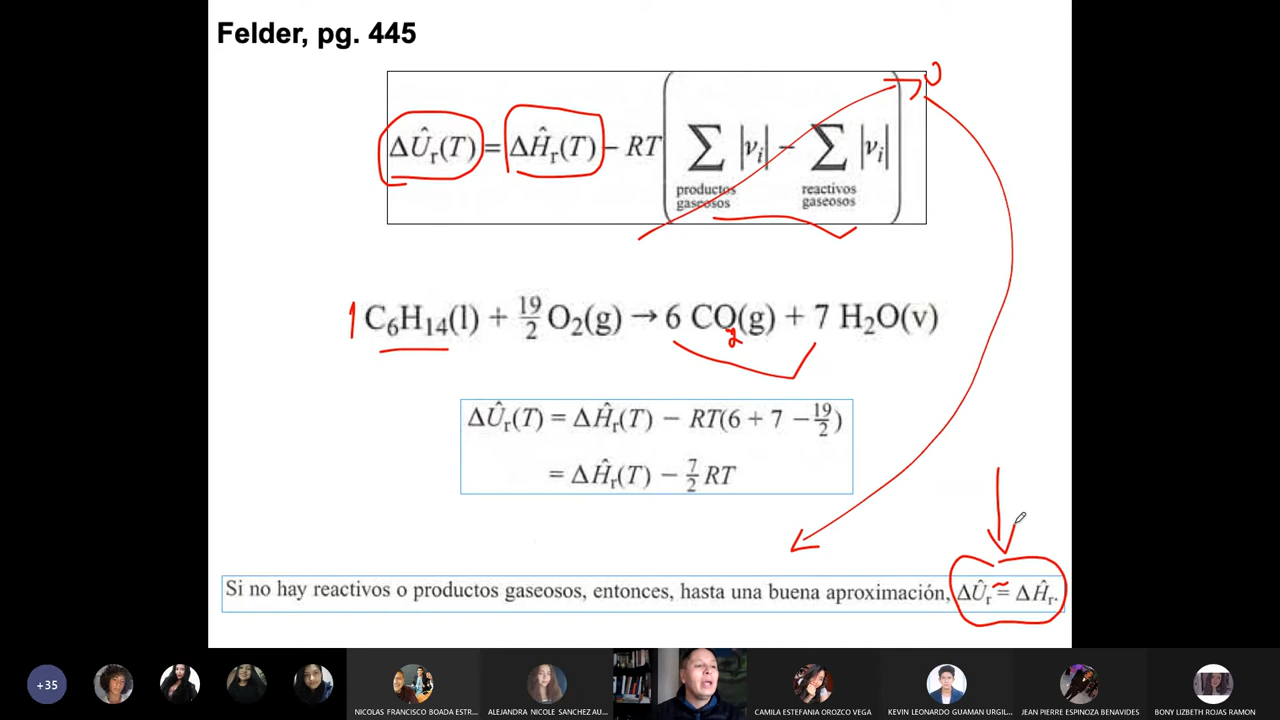 Felder, pg. 445
0
ΔÛr(T) = ΔĤr(T) − RT( ∑ |νi| − ∑ |νi| )
productos gaseosos reactivos gaseosos
1 C6H14(l) + 19/2 O2(g) → 6 CO2(g) + 7 H2O(v)
ΔÛr(T) = ΔĤr(T) − RT(6 + 7 − 19/2)
= ΔĤr(T) − 7/2 RT
Si no hay reactivos o productos gaseosos, entonces, hasta una buena aproximación, ΔÛr ≈ ΔĤr.
+35
NICOLAS FRANCISCO BOADA ESTR...
ALEJANDRA NICOLE SANCHEZ AU...
CAMILA ESTEFANIA OROZCO VEGA
KEVIN LEONARDO GUAMAN URGIL...
JEAN PIERRE ESPINOZA BENAVIDES
BONY LIZBETH ROJAS RAMON